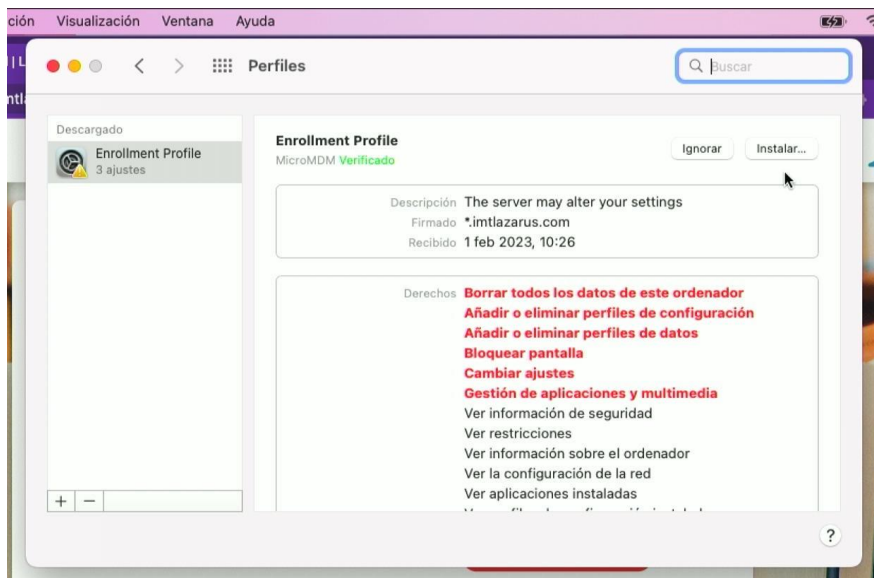 ción Visualización Ventana Ayuda
Perfiles
Buscar
Descargado
Enrollment Profile
3 ajustes
Enrollment Profile
MicroMDM Verificado
Ignorar
Instalar...
Descripción The server may alter your settings
Firmado *.imtlazarus.com
Recibido 1 feb 2023, 10:26
Derechos Borrar todos los datos de este ordenador
Añadir o eliminar perfiles de configuración
Añadir o eliminar perfiles de datos
Bloquear pantalla
Cambiar ajustes
Gestión de aplicaciones y multimedia
Ver información de seguridad
Ver restricciones
Ver información sobre el ordenador
Ver la configuración de la red
Ver aplicaciones instaladas
+ −
?